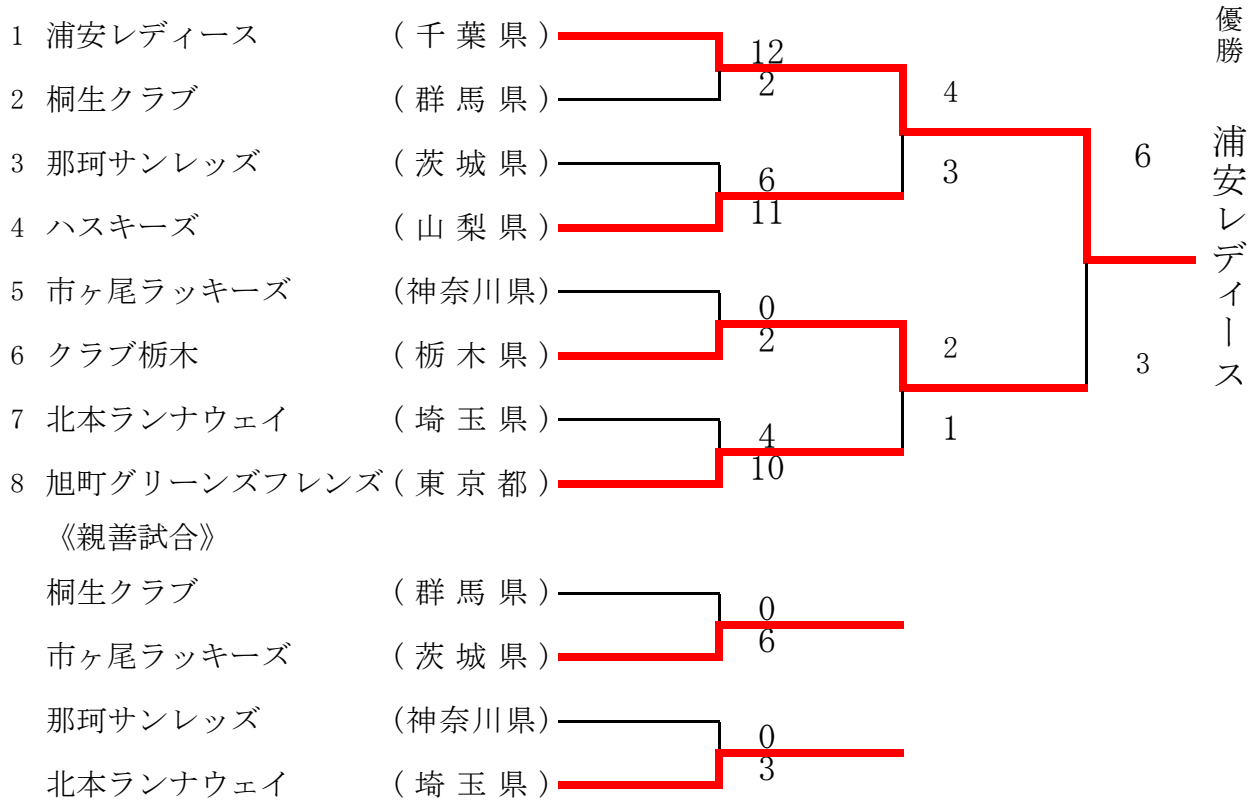 1 浦安レディース (千葉県)
12
2
2 桐生クラブ (群馬県)
3 那珂サンレッズ (茨城県)
6
11
4 ハスキーズ (山梨県)
5 市ヶ尾ラッキーズ (神奈川県)
0
2
6 クラブ栃木 (栃木県)
7 北本ランナウェイ (埼玉県)
4
10
8 旭町グリーンズフレンズ (東京都)
4
3
2
1
6
3
優勝 浦安レディース
《親善試合》
桐生クラブ (群馬県)
0
6
市ヶ尾ラッキーズ (茨城県)
那珂サンレッズ (神奈川県)
0
3
北本ランナウェイ (埼玉県)